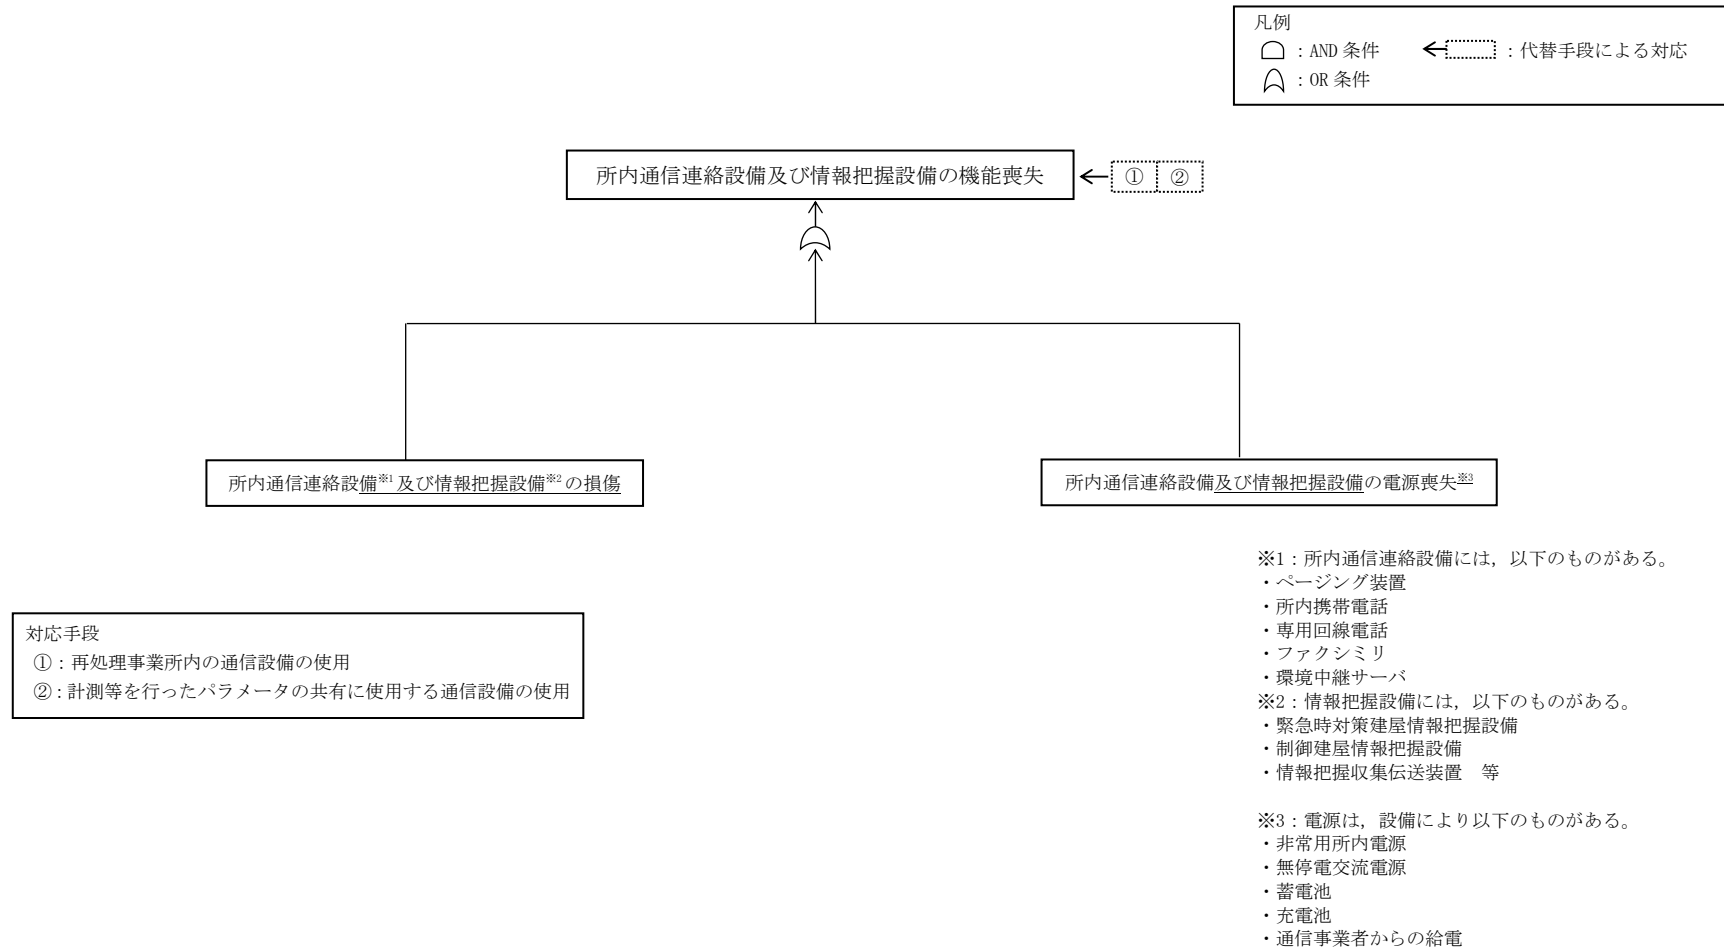 凡例
：AND 条件
：代替手段による対応
：OR 条件
所内通信連絡設備及び情報把握設備の機能喪失
① ②
所内通信連絡設備※1 及び情報把握設備※2 の損傷
所内通信連絡設備及び情報把握設備の電源喪失※3
対応手段
①：再処理事業所内の通信設備の使用
②：計測等を行ったパラメータの共有に使用する通信設備の使用
※1：所内通信連絡設備には，以下のものがある。
・ページング装置
・所内携帯電話
・専用回線電話
・ファクシミリ
・環境中継サーバ
※2：情報把握設備には，以下のものがある。
・緊急時対策建屋情報把握設備
・制御建屋情報把握設備
・情報把握収集伝送装置　等
※3：電源は，設備により以下のものがある。
・非常用所内電源
・無停電交流電源
・蓄電池
・充電池
・通信事業者からの給電